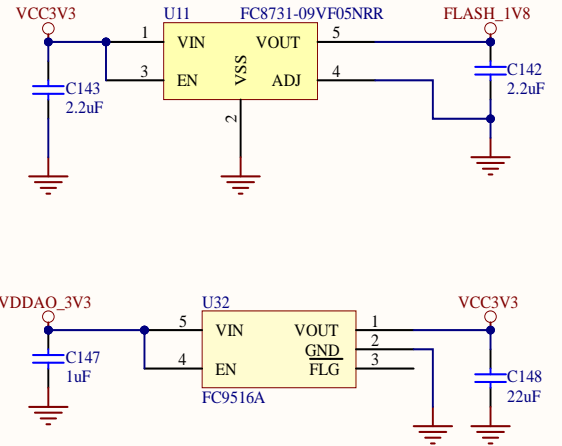 VCC3V3
U11
FC8731-09VF05NRR
FLASH_1V8
1
VIN
VOUT
5
3
EN
VSS
ADJ
4
2
C143
2.2uF
C142
2.2uF
VDDAO_3V3
U32
VCC3V3
5
VIN
VOUT
1
GND
2
4
EN
FLG
3
C147
1uF
FC9516A
C148
22uF